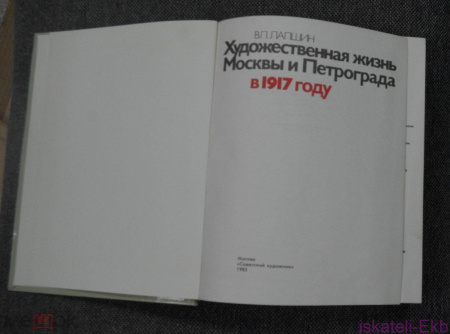 В.П.ЛАПШИН
Художественная жизнь
Москвы и Петрограда
в 1917 году
Москва
«Советский художник»
1983
iskateli-Ekb